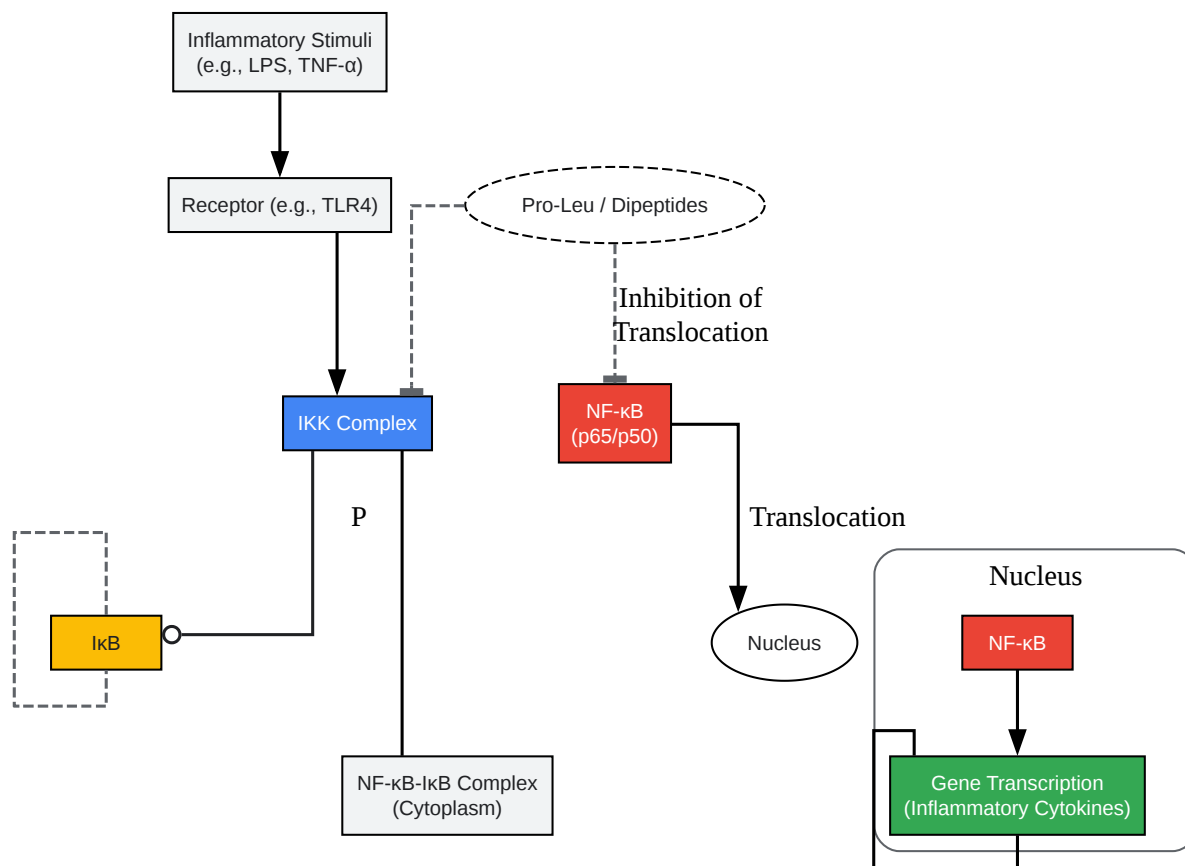 Inflammatory Stimuli
(e.g., LPS, TNF-α)
Receptor (e.g., TLR4)
Pro-Leu / Dipeptides
Inhibition of
Translocation
IKK Complex
NF-κB
(p65/p50)
P
Translocation
Nucleus
IκB
Nucleus
NF-κB
NF-κB-IκB Complex
(Cytoplasm)
Gene Transcription
(Inflammatory Cytokines)